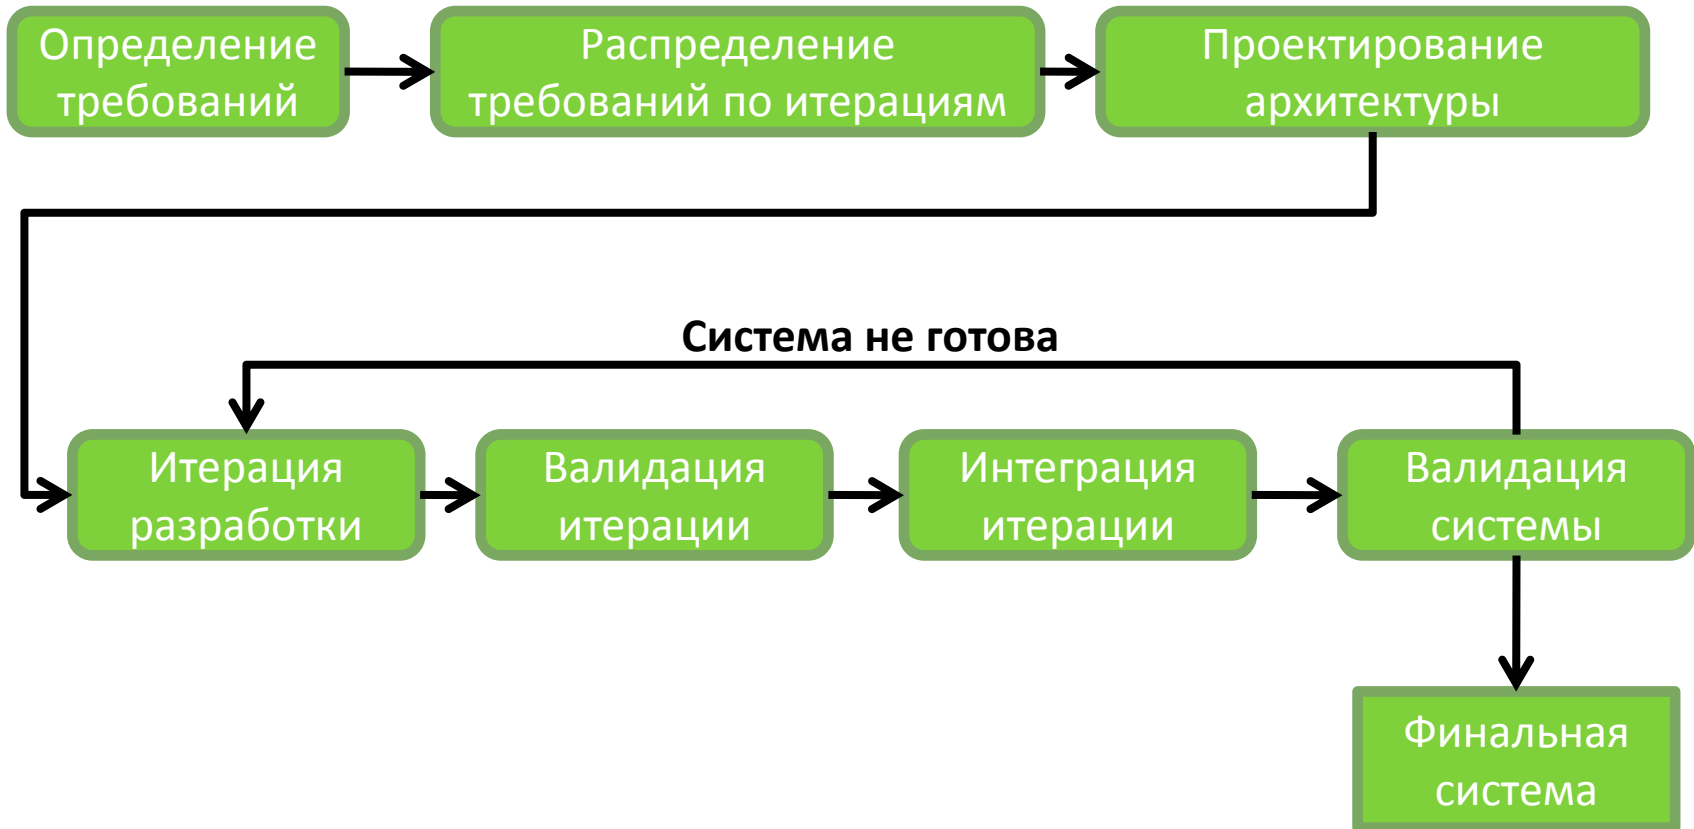 Определение
требований
Распределение
требований по итерациям
Проектирование
архитектуры
Система не готова
Итерация
разработки
Валидация
итерации
Интеграция
итерации
Валидация
системы
Финальная
система